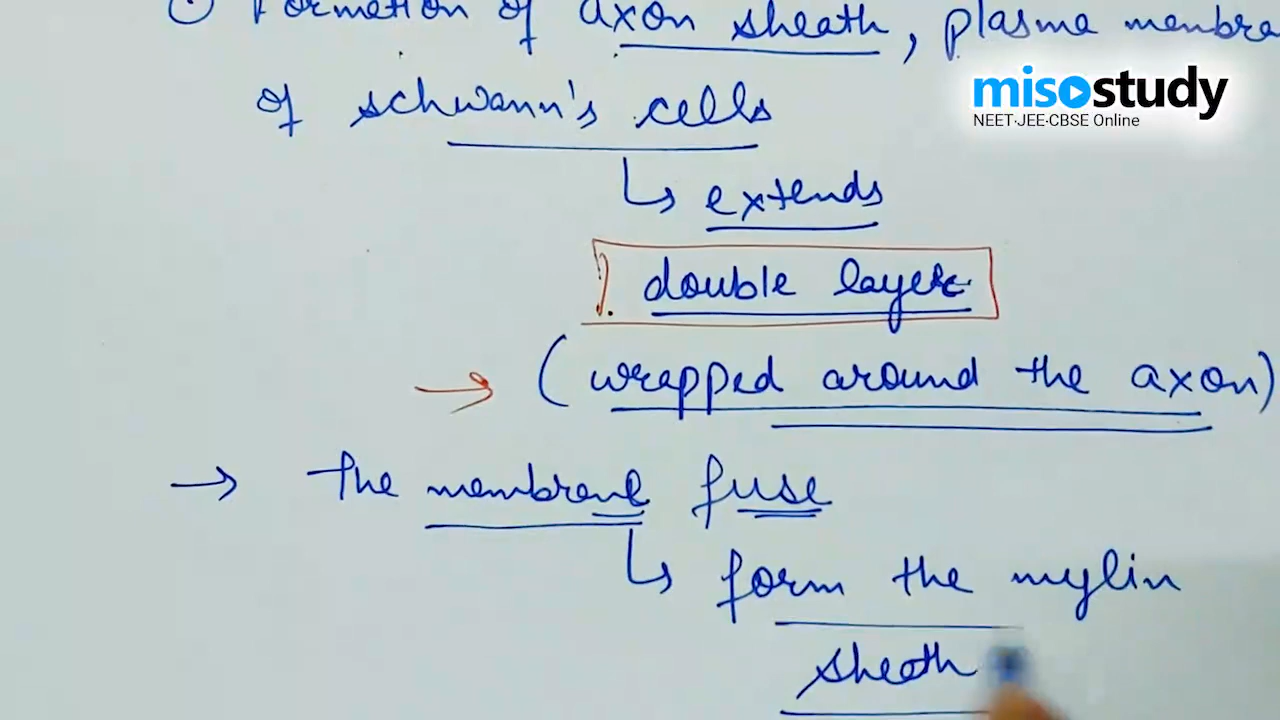 Formation of axon sheath, plasma menbra
of schwann's cells
misostudy
NEET-JEE-CBSE Online
↳ extends
double layer
→ (wrapped around the axon)
→ The membrane fuse
↳ form the mylin
sheath